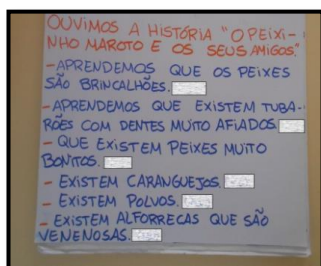 OUVIMOS A HISTÓRIA "O PEIXI-
NHO MAROTO E OS SEUS AMIGOS."
-APRENDEMOS QUE OS PEIXES
SÃO BRINCALHÕES.
-APRENDEMOS QUE EXISTEM TUBA-
RÕES COM DENTES MUITO AFIADOS.
- QUE EXISTEM PEIXES MUITO
BONITOS.
- EXISTEM CARANGUEJOS.
- EXISTEM POLVOS.
- EXISTEM ALFORRECAS QUE SÃO
VENENOSAS.